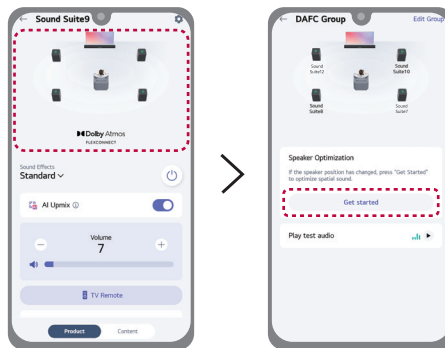 ← Sound Suite9
Dolby Atmos
FLEXCONNECT
Sound Effects
Standard
AI Upmix
Volume
7
TV Remote
Product
Content
← DAFC Group
Edit Group
Sound
Suite12
Sound
Suite10
Sound
Suite8
Sound
Suite7
Speaker Optimization
If the speaker position has changed, press "Get Started"
to optimize spatial sound.
Get started
Play test audio